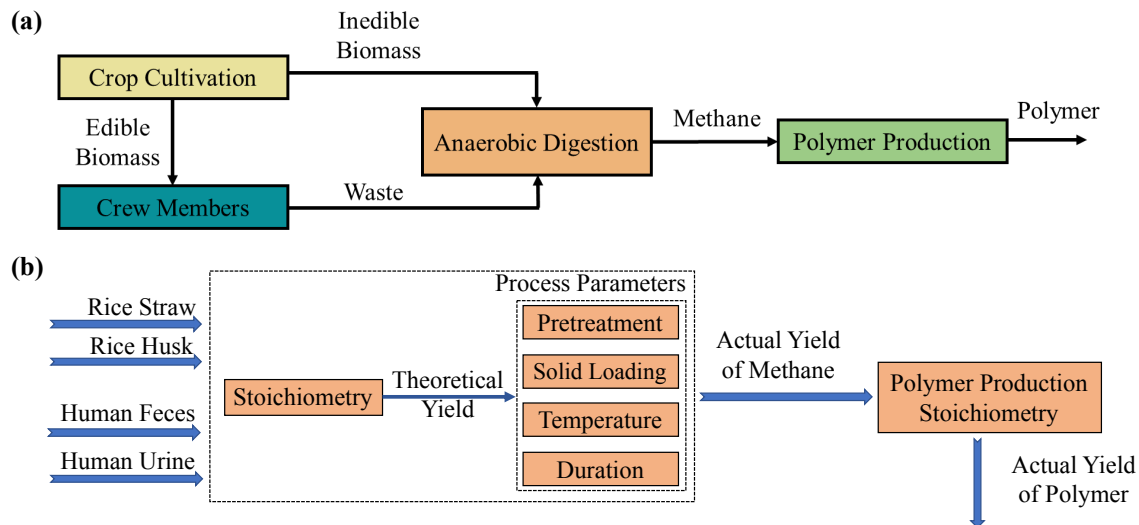 (a)
Inedible
Biomass
Crop Cultivation
Edible
Biomass
Anaerobic Digestion
Methane
Polymer Production
Polymer
Crew Members
Waste
(b)
Rice Straw
Rice Husk
Human Feces
Human Urine
Stoichiometry
Theoretical
Yield
Process Parameters
Pretreatment
Solid Loading
Temperature
Duration
Actual Yield
of Methane
Polymer Production
Stoichiometry
Actual Yield
of Polymer